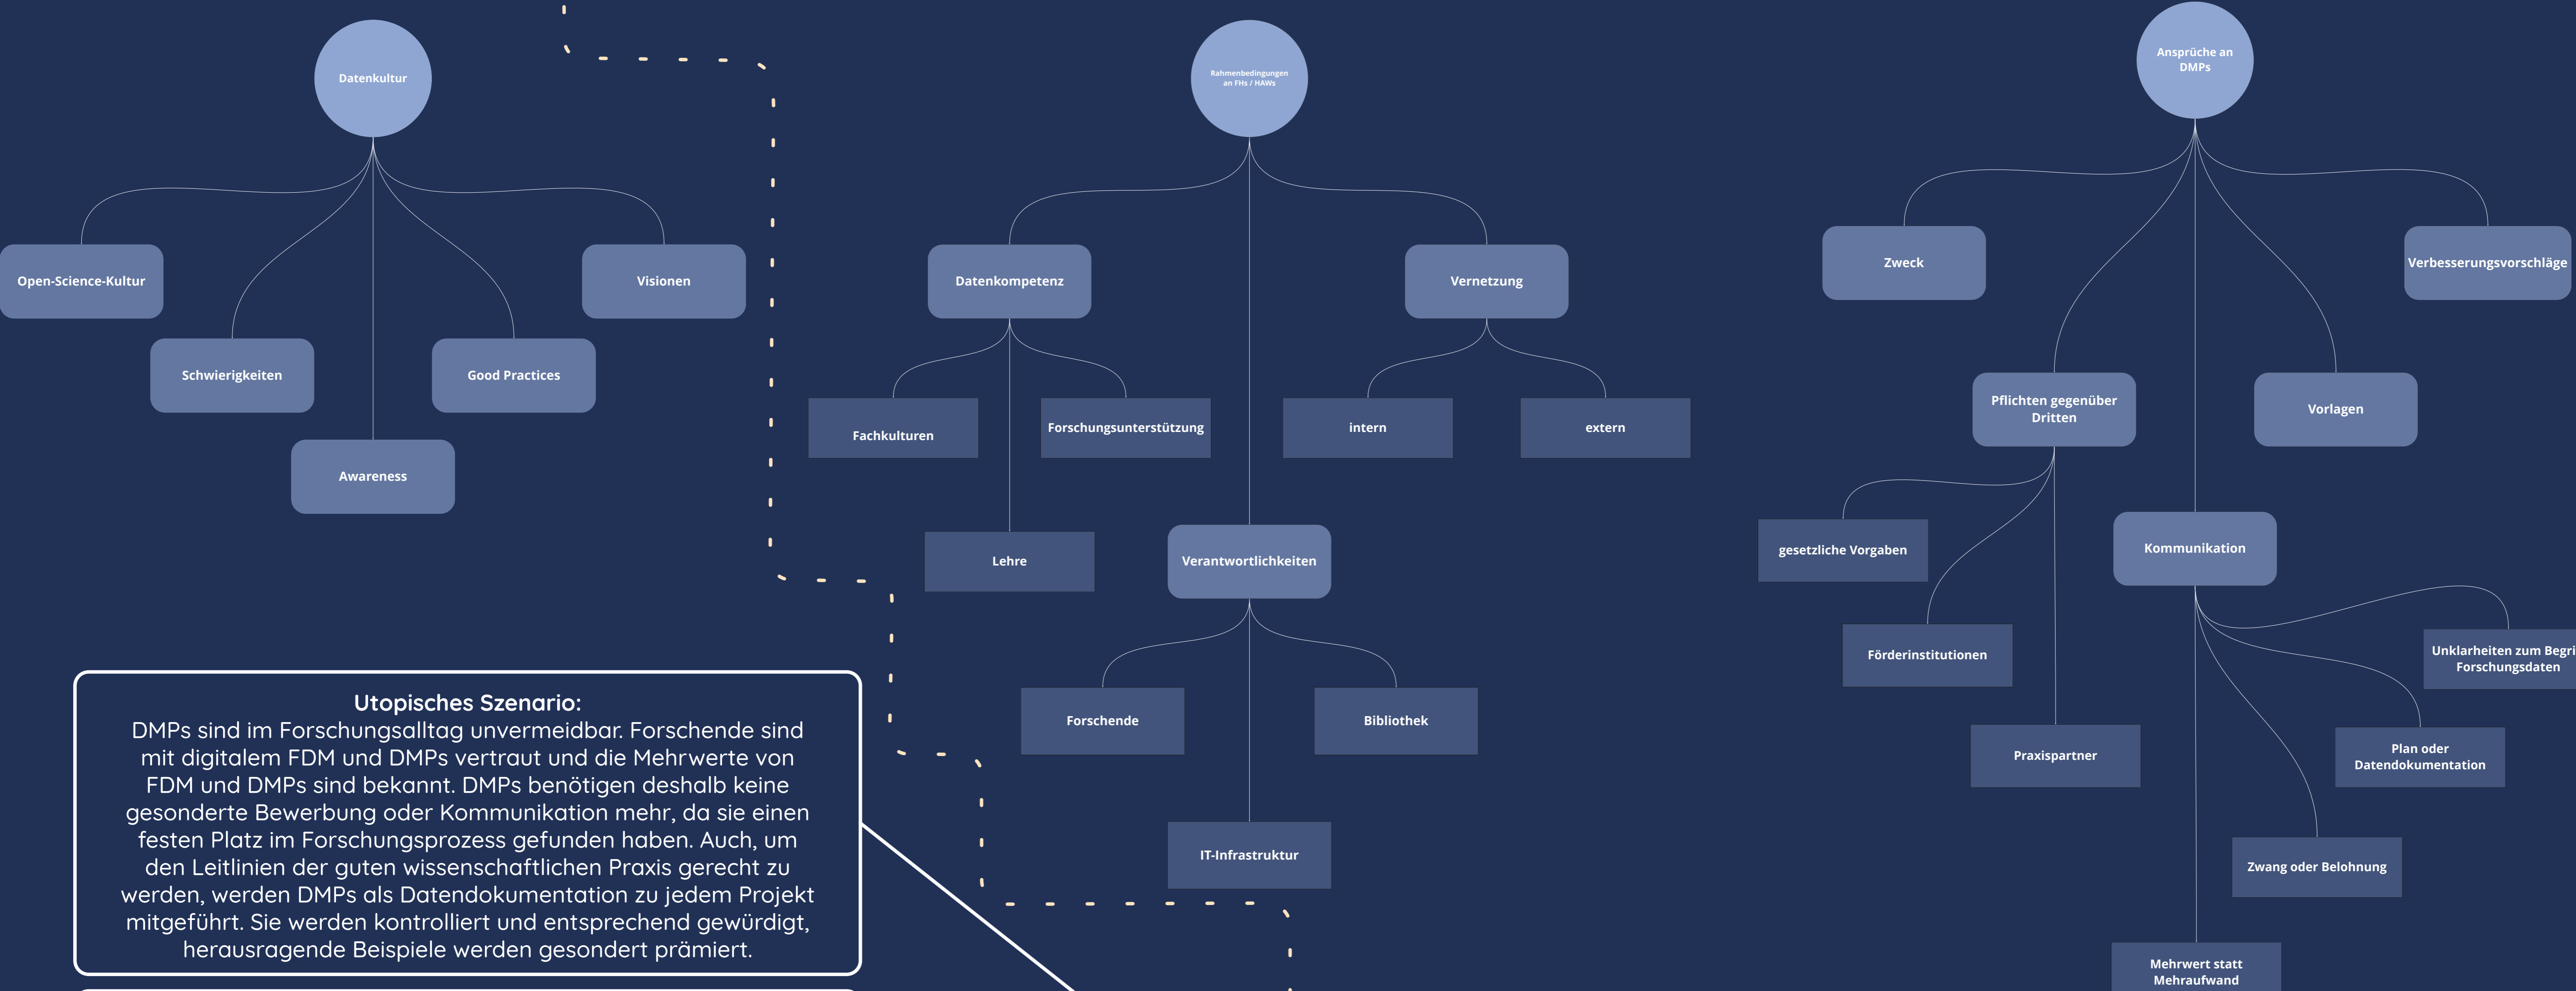 Datenkultur
Open-Science-Kultur
Schwierigkeiten
Awareness
Good Practices
Visionen
Rahmenbedingungen
an FHs / HAWs
Datenkompetenz
Fachkulturen
Lehre
Forschungsunterstützung
Verantwortlichkeiten
Forschende
IT-Infrastruktur
Bibliothek
Vernetzung
intern
extern
Ansprüche an
DMPs
Zweck
Pflichten gegenüber
Dritten
gesetzliche Vorgaben
Förderinstitutionen
Praxispartner
Kommunikation
Mehrwert statt
Mehraufwand
Zwang oder Belohnung
Plan oder
Datendokumentation
Unklarheiten zum
Forschungsdaten
Vorlagen
Verbesserungsvorschläge
Utopisches Szenario:
DMPs sind im Forschungsalltag unvermeidbar. Forschende sind
mit digitalem FDM und DMPs vertraut und die Mehrwerte von
FDM und DMPs sind bekannt. DMPs benötigen deshalb keine
gesonderte Bewerbung oder Kommunikation mehr, da sie einen
festen Platz im Forschungsprozess gefunden haben. Auch, um
den Leitlinien der guten wissenschaftlichen Praxis gerecht zu
werden, werden DMPs als Datendokumentation zu jedem Projekt
mitgeführt. Sie werden kontrolliert und entsprechend gewürdigt,
herausragende Beispiele werden gesondert prämiert.